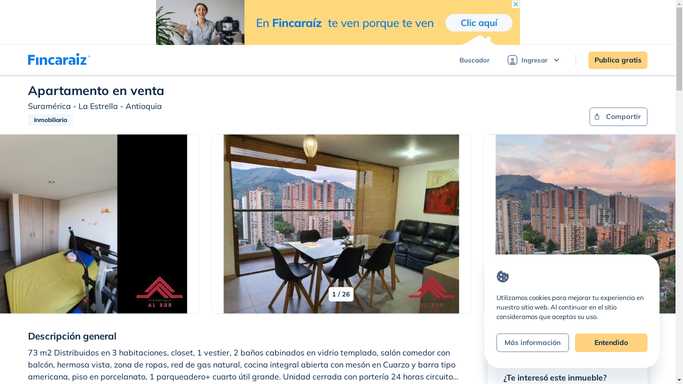 En Fincaraíz te ven porque te ven
Clic aquí
Fincaraiz
Buscador
Ingresar
Publica gratis
Apartamento en venta
Suramérica - La Estrella - Antioquia
Inmobiliaria
Compartir
AL SUR
1 / 26
Utilizamos cookies para mejorar tu experiencia en
nuestro sitio web. Al continuar en el sitio
consideramos que aceptas su uso.
Más información
Entendido
Descripción general
73 m2 Distribuidos en 3 habitaciones, closet, 1 vestier, 2 baños cabinados en vidrio templado, salón comedor con
balcón, hermosa vista, zona de ropas, red de gas natural, cocina integral abierta con mesón en Cuarzo y barra tipo
americana, piso en porcelanato, 1 parqueadero+ cuarto útil grande. Unidad cerrada con portería 24 horas circuito...
¿Te interesó este inmueble?